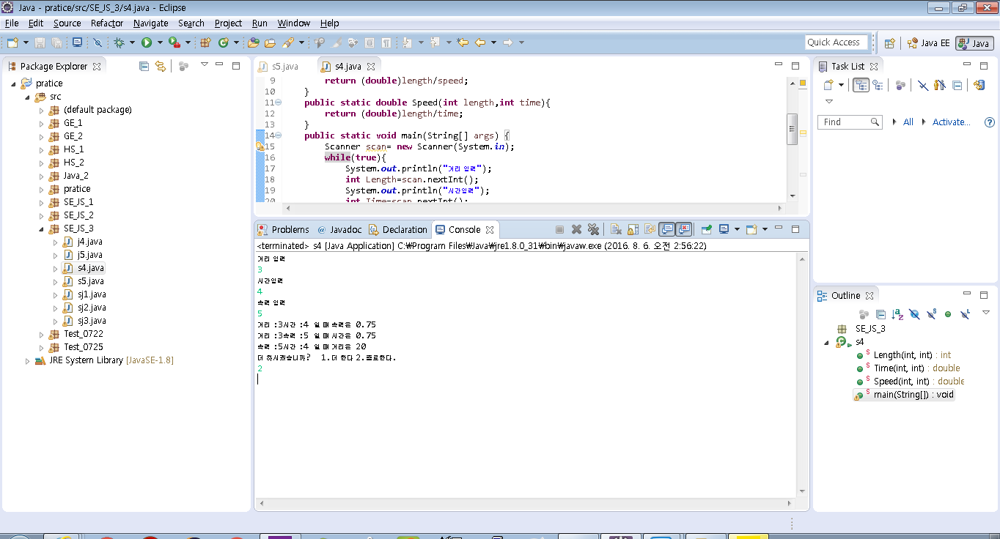 Java - pratice/src/SE_JS_3/s4.java - Eclipse
File Edit Source Refactor Navigate Search Project Run Window Help
Quick Access
Java EE
Java
Package Explorer
pratice
src
(default package)
GE_1
GE_2
HS_1
HS_2
Java_2
pratice
SE_JS_1
SE_JS_2
SE_JS_3
j4.java
j5.java
s4.java
s5.java
sj1.java
sj2.java
sj3.java
Test_0722
Test_0725
JRE System Library [JavaSE-1.8]
s5.java
s4.java
9 return (double)length/speed;
10 }
11 public static double Speed(int length,int time){
12 return (double)length/time;
13 }
14 public static void main(String[] args) {
15 Scanner scan= new Scanner(System.in);
16 while(true){
17 System.out.println("거리 입력");
18 int Length=scan.nextInt();
19 System.out.println("시간입력");
20 int Time=scan.nextInt();
Problems
Javadoc
Declaration
Console
<terminated> s4 [Java Application] C:₩Program Files₩Java₩jre1.8.0_31₩bin₩javaw.exe (2016. 8. 6. 오전 2:56:22)
거리 입력
3
시간입력
4
속력 입력
5
거리 :3시간 :4 일 때 속력은 0.75
거리 :3속력 :5 일 때 시간은 0.75
속력 :5시간 :4 일 때 거리은 20
더 하시겠습니까? 1.더 한다 2.종료한다.
2
Task List
Find
All
Activate...
Outline
SE_JS_3
s4
Length(int, int) : int
Time(int, int) : double
Speed(int, int) : double
main(String[]) : void